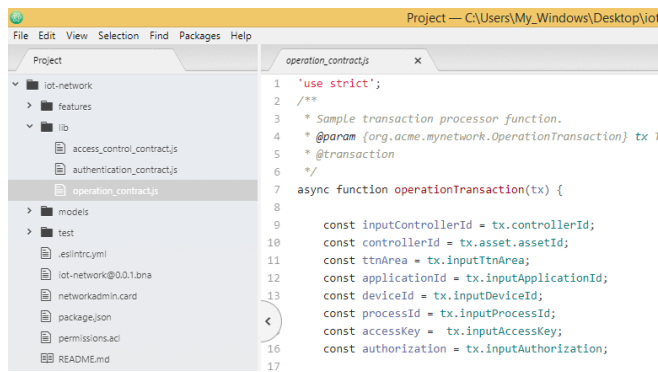 Project — C:\Users\My_Windows\Desktop\iot
File Edit View Selection Find Packages Help
Project
iot-network
features
lib
access_control_contract.js
authentication_contract.js
operation_contract.js
models
test
.eslintrc.yml
iot-network@0.0.1.bna
networkadmin.card
package.json
permissions.acl
README.md
operation_contract.js ×
1 'use strict';
2 /**
3 * Sample transaction processor function.
4 * @param {org.acme.mynetwork.OperationTransaction} tx T
5 * @transaction
6 */
7 async function operationTransaction(tx) {
8
9 const inputControllerId = tx.controllerId;
10 const controllerId = tx.asset.assetId;
11 const ttnArea = tx.inputTtnArea;
12 const applicationId = tx.inputApplicationId;
13 const deviceId = tx.inputDeviceId;
const processId = tx.inputProcessId;
const accessKey = tx.inputAccessKey;
16 const authorization = tx.inputAuthorization;
17